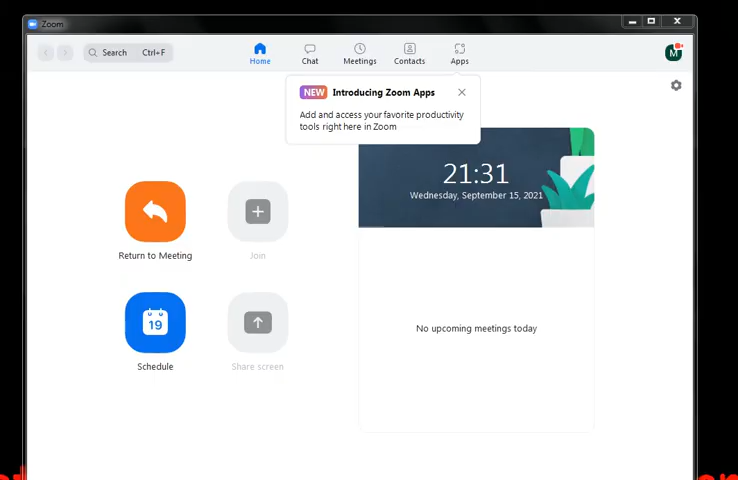 Zoom
Search Ctrl+F
Home
Chat
Meetings
Contacts
Apps
M
NEW Introducing Zoom Apps
Add and access your favorite productivity
tools right here in Zoom
21:31
Wednesday, September 15, 2021
Return to Meeting
Join
19
Schedule
Share screen
No upcoming meetings today